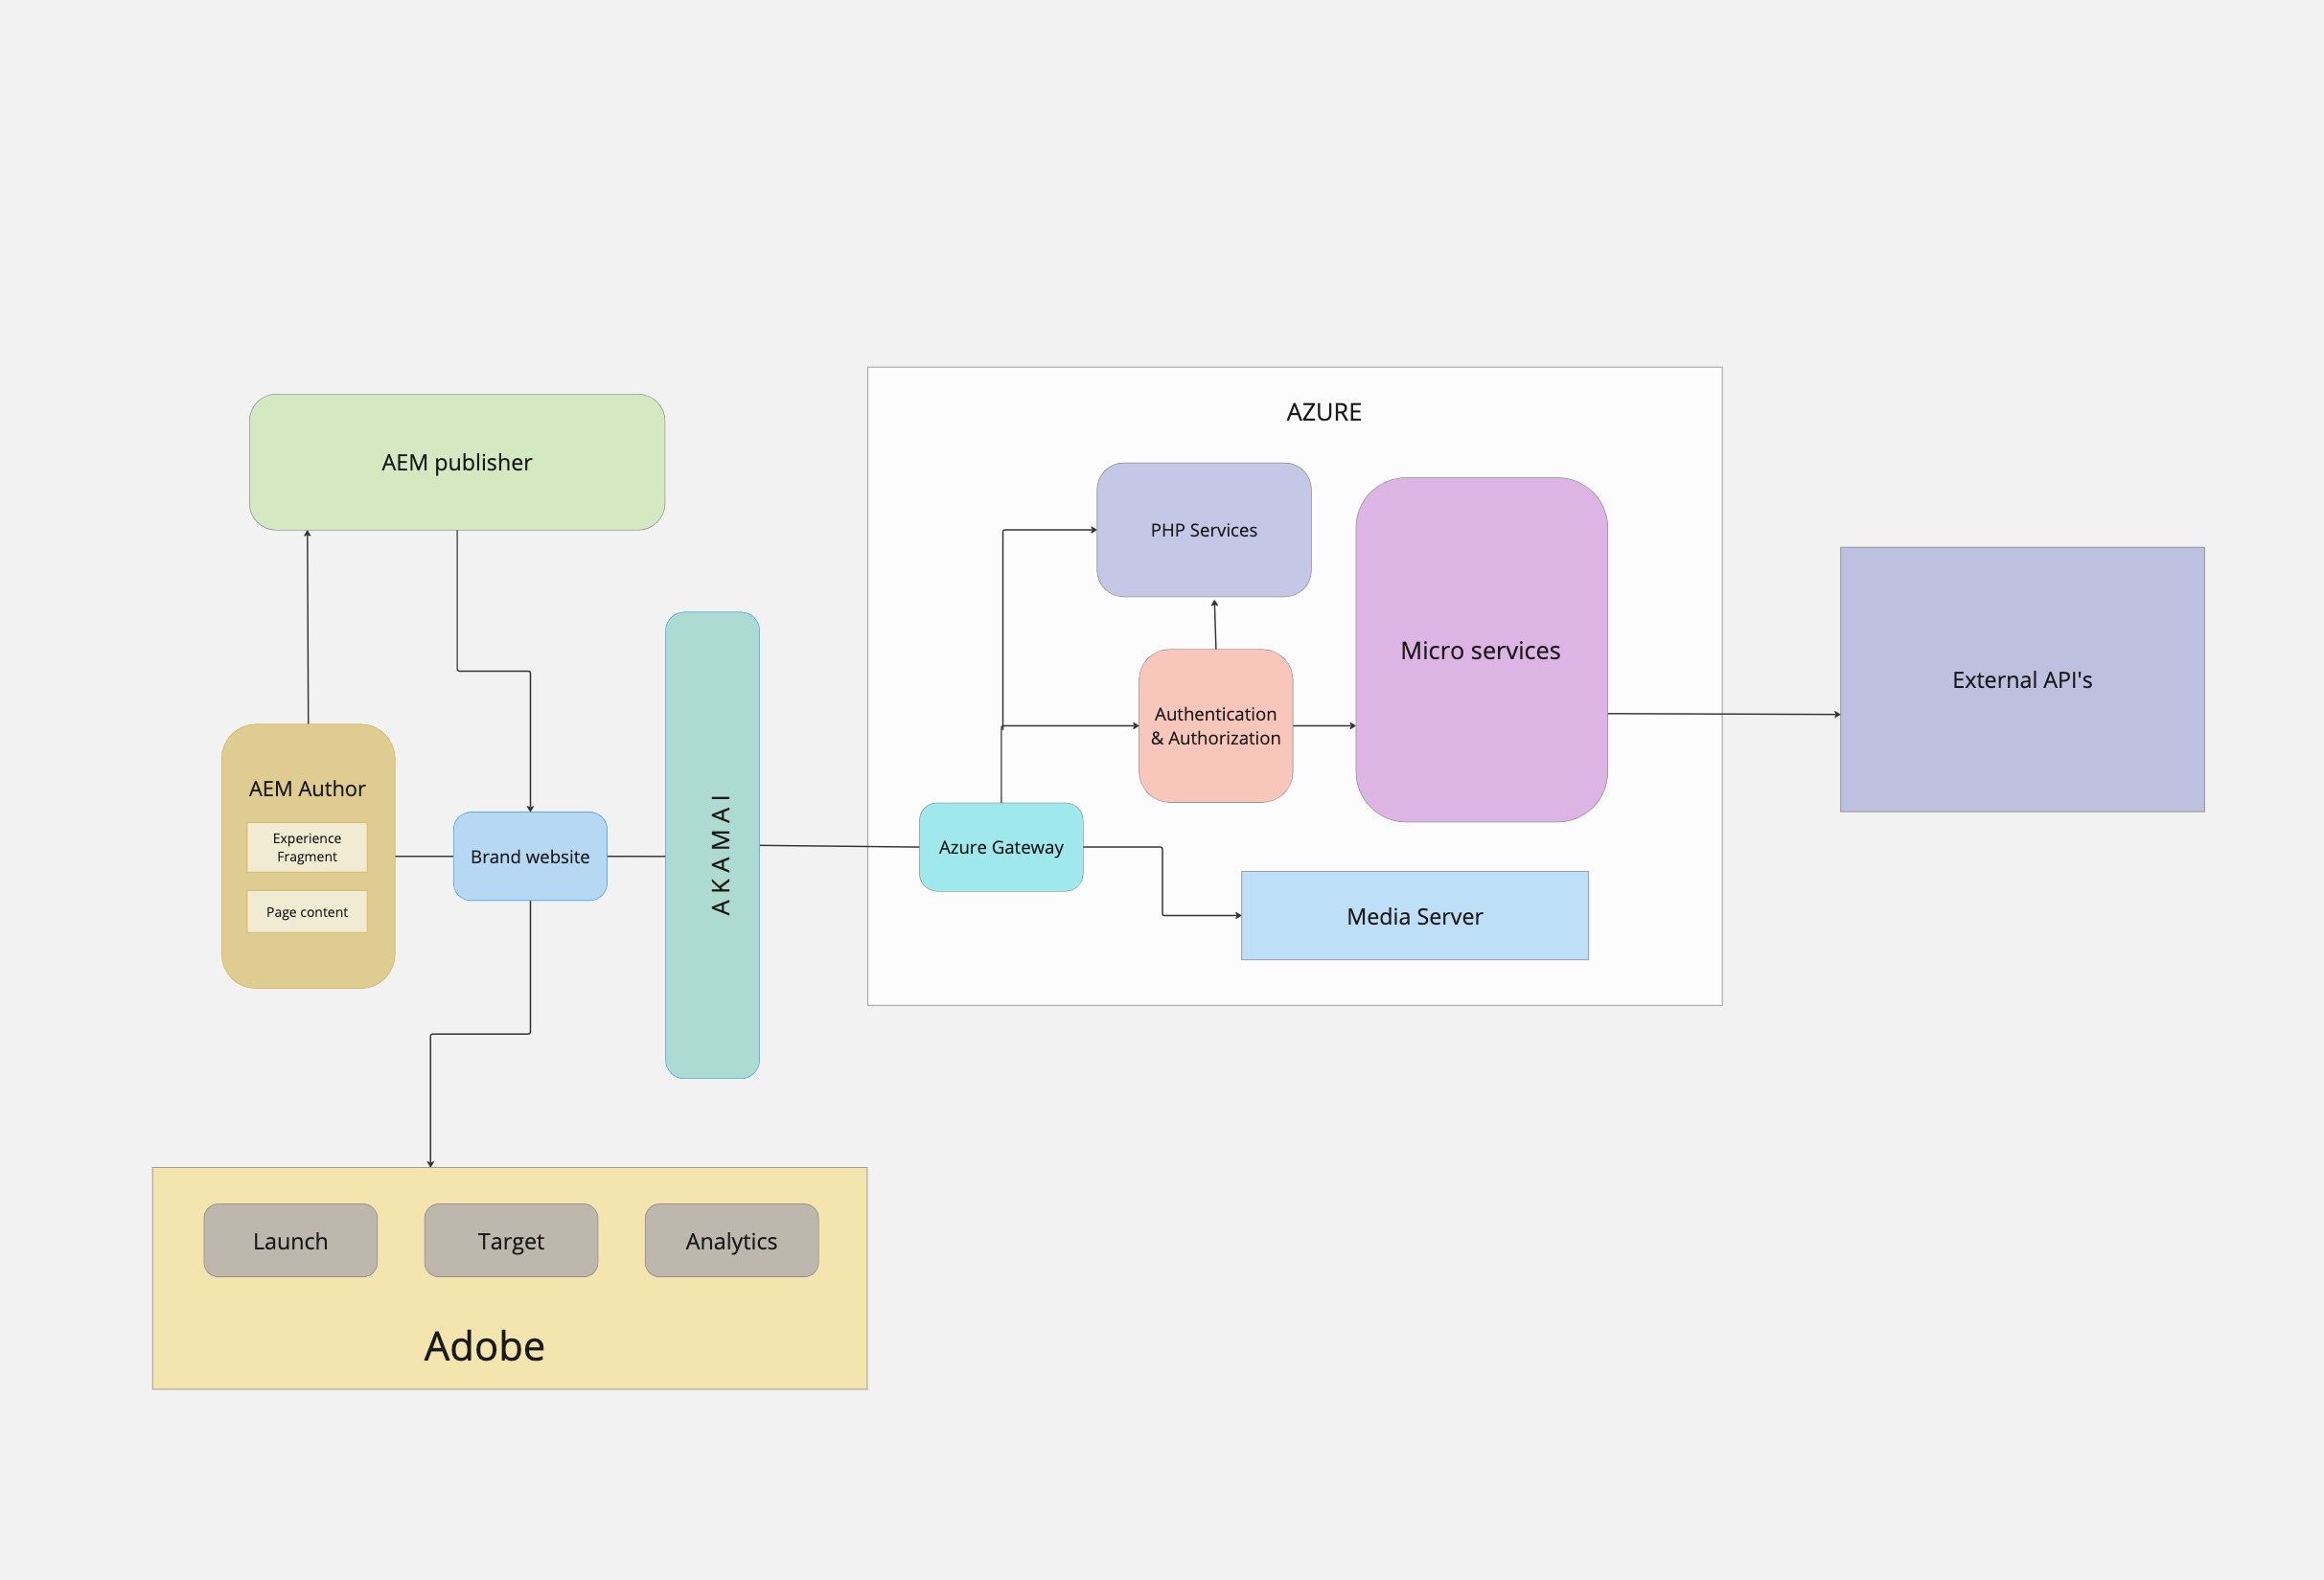 AZURE
AEM publisher
PHP Services
Micro services
External API's
Authentication
& Authorization
AEM Author
Experience
Fragment
Page content
Brand website
AKAMAI
Azure Gateway
Media Server
Launch
Target
Analytics
Adobe